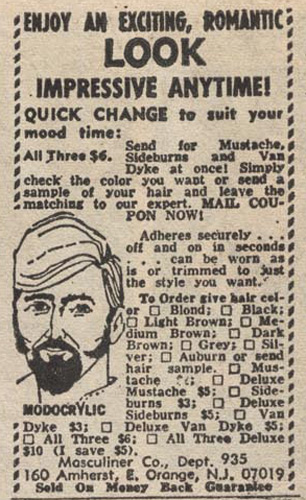 ENJOY AN EXCITING, ROMANTIC
LOOK
IMPRESSIVE ANYTIME!
QUICK CHANGE to suit your
mood time:
All Three $6. Send for Mustache,
Sideburns and Van
Dyke at once! Simply
check the color you want or send a
sample of your hair and leave the
matching to our expert. MAIL COU-
PON NOW!
Adheres securely . . .
off and on in seconds
. . . can be worn as
is or trimmed to just
the style you want.
To Order give hair col-
or □ Blond; □ Black;
□ Light Brown; □ Me-
dium Brown; □ Dark
Brown; □ Grey; □ Sil-
ver; □ Auburn or send
hair sample. □ Mus-
tache □ Deluxe
Mustache $5; □ Side-
burns $3; □ Deluxe
Sideburns $5; □ Van
MODOCRYLIC
Dyke $3; □ Deluxe Van Dyke $5;
□ All Three $6; □ All Three Deluxe
$10 (I save $5).
Masculiner Co., Dept. 935
160 Amherst, E. Orange, N.J. 07019
Sold On Money Back Guarantee